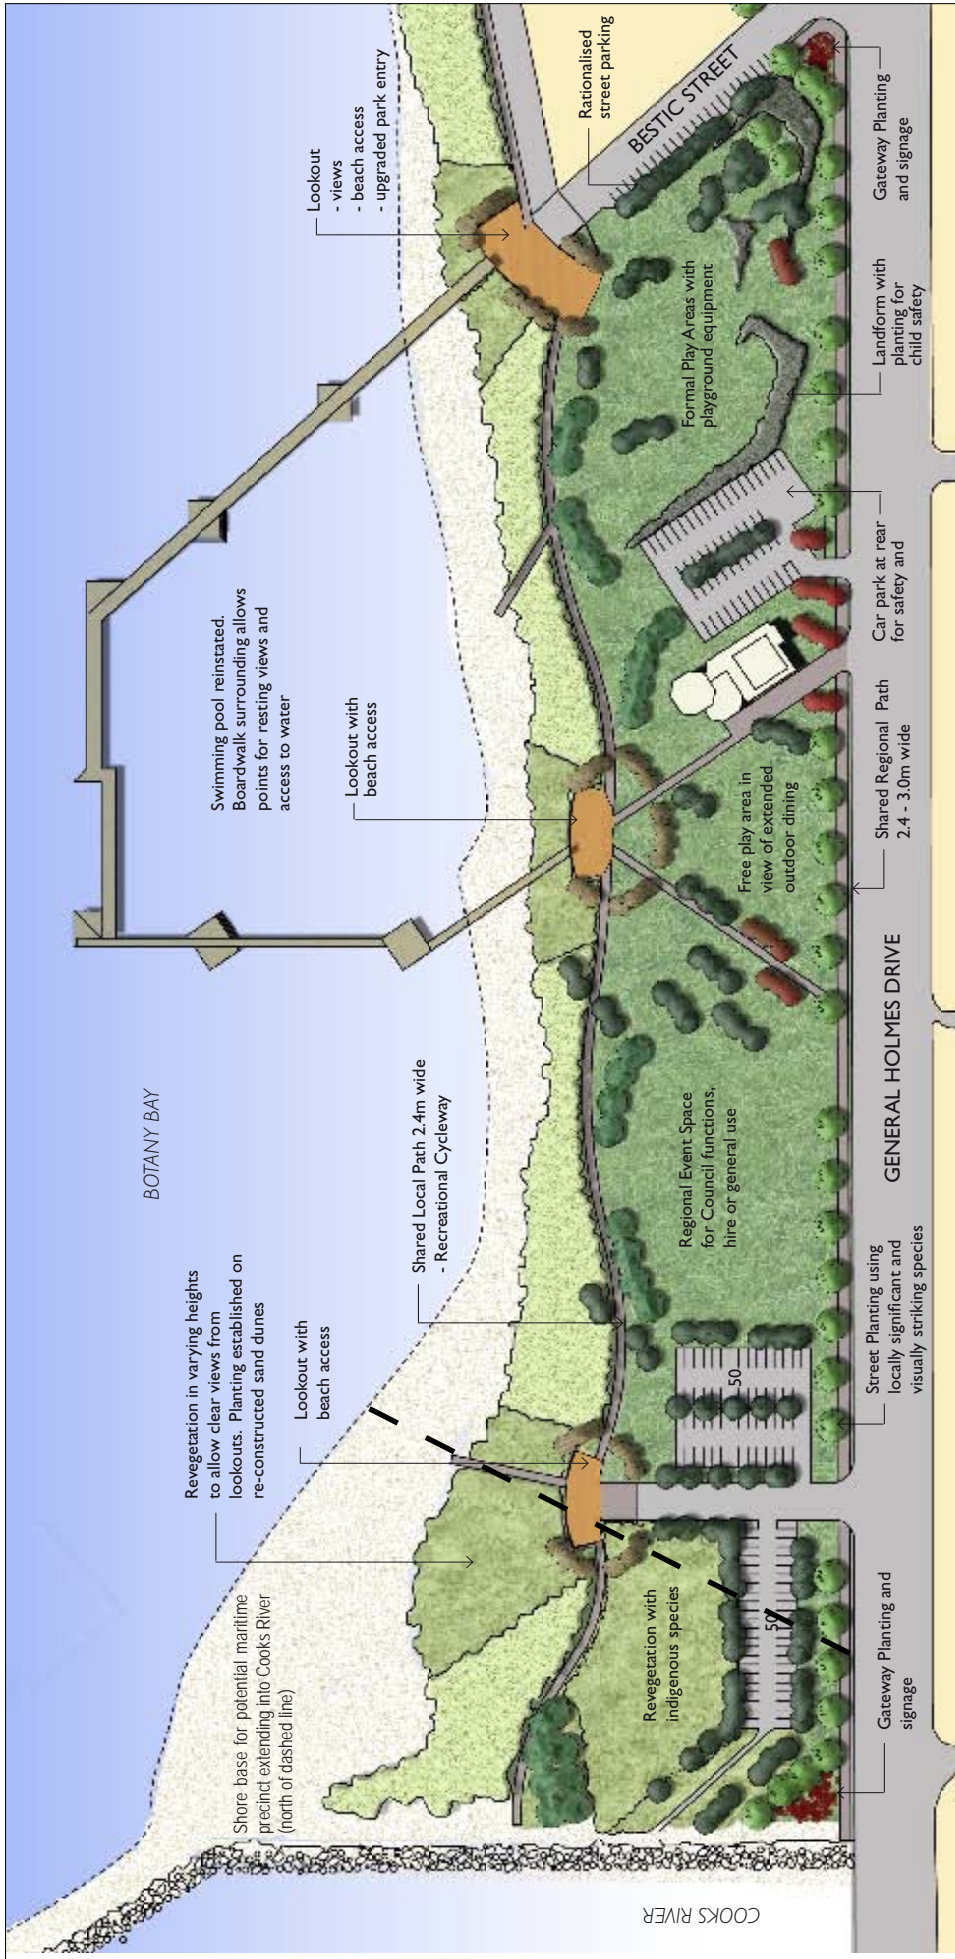 Shore base for potential maritime
precinct extending into Cooks River
(north of dashed line)
Revegetation in varying heights
to allow clear views from
lookouts. Planting established on
re-constructed sand dunes
BOTANY BAY
Swimming pool reinstated.
Boardwalk surrounding allows
points for resting views and
access to water
Lookout
- views
- beach access
- upgraded park entry
Lookout with
beach access
Shared Local Path 2.4m wide
- Recreational Cycleway
Lookout with
beach access
Rationalised
street parking
BESTIC STREET
COOKS RIVER
Revegetation with
indigenous species
50
50
Regional Event Space
for Council functions,
hire or general use
Free play area in
view of extended
outdoor dining
Formal Play Areas with
playground equipment
Gateway Planting and
signage
Street Planting using
locally significant and
visually striking species
GENERAL HOLMES DRIVE
Shared Regional Path
2.4 - 3.0m wide
Car park at rear
for safety and
Landform with
planting for
child safety
Gateway Planting
and signage